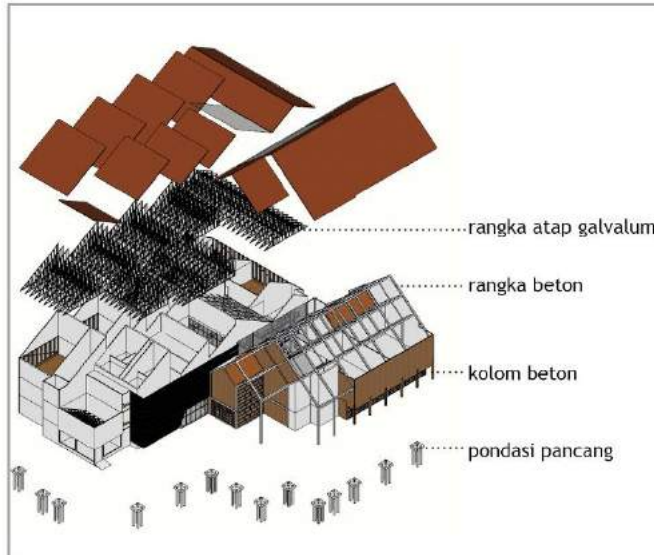 rangka atap galvalum
rangka beton
kolom beton
pondasi pancang